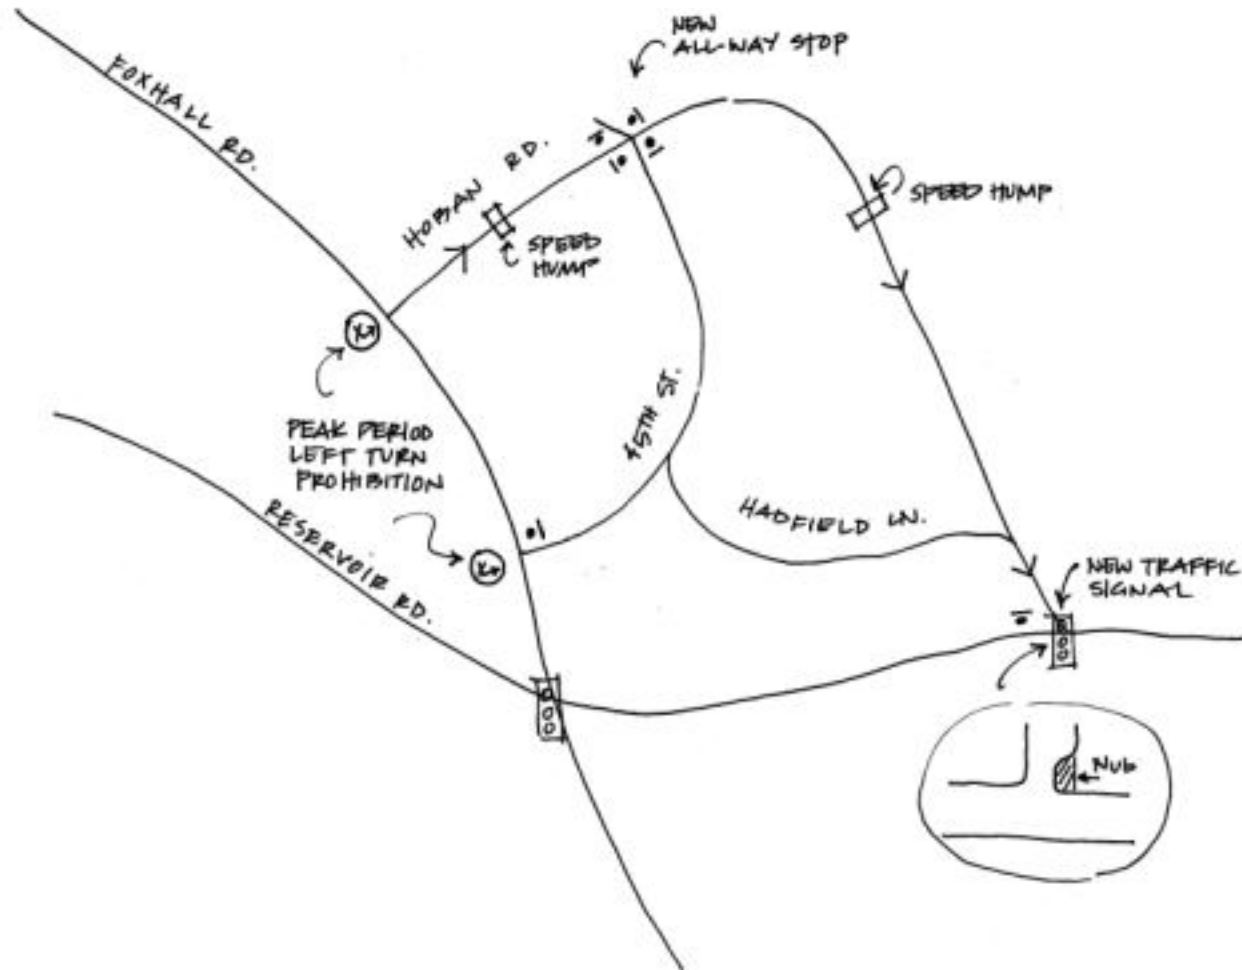 NEW
ALL-WAY STOP
FOXHALL
RD.
HOBAN RD.
SPEED HUMP
SPEED
HUMP
PEAK PERIOD
LEFT TURN
PROHIBITION
45TH ST.
RESERVOIR RD.
HADFIELD LN.
NEW TRAFFIC
SIGNAL
NUB